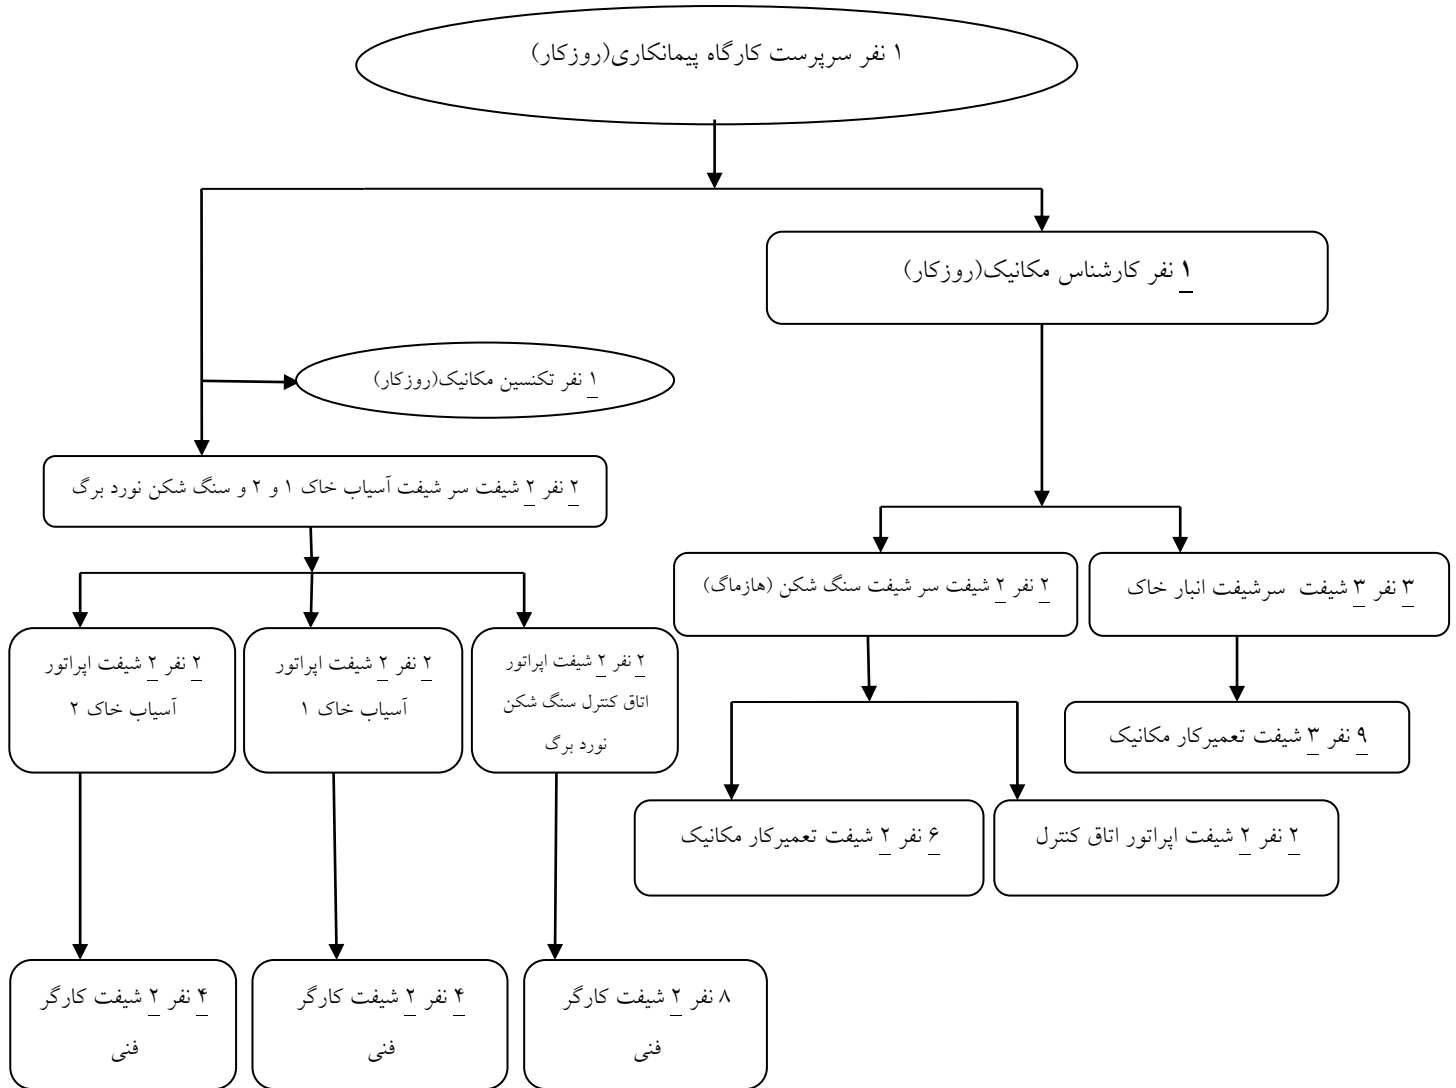 ۱ نفر سرپرست کارگاه پیمانکاری(روزکار)
۱ نفر کارشناس مکانیک(روزکار)
۱ نفر تکنسین مکانیک(روزکار)
۲ نفر ۲ شیفت سر شیفت آسیاب خاک ۱ و ۲ و سنگ شکن نورد برگ
۳ نفر ۳ شیفت سرشیفت انبار خاک
۲ نفر ۲ شیفت سر شیفت سنگ شکن (هازماگ)
۲ نفر ۲ شیفت اپراتور
اتاق کنترل سنگ شکن
نورد برگ
۲ نفر ۲ شیفت اپراتور
آسیاب خاک ۱
۲ نفر ۲ شیفت اپراتور
آسیاب خاک ۲
۹ نفر ۳ شیفت تعمیرکار مکانیک
۲ نفر ۲ شیفت اپراتور اتاق کنترل
۶ نفر ۲ شیفت تعمیرکار مکانیک
۸ نفر ۲ شیفت کارگر
فنی
۴ نفر ۲ شیفت کارگر
فنی
۴ نفر ۲ شیفت کارگر
فنی